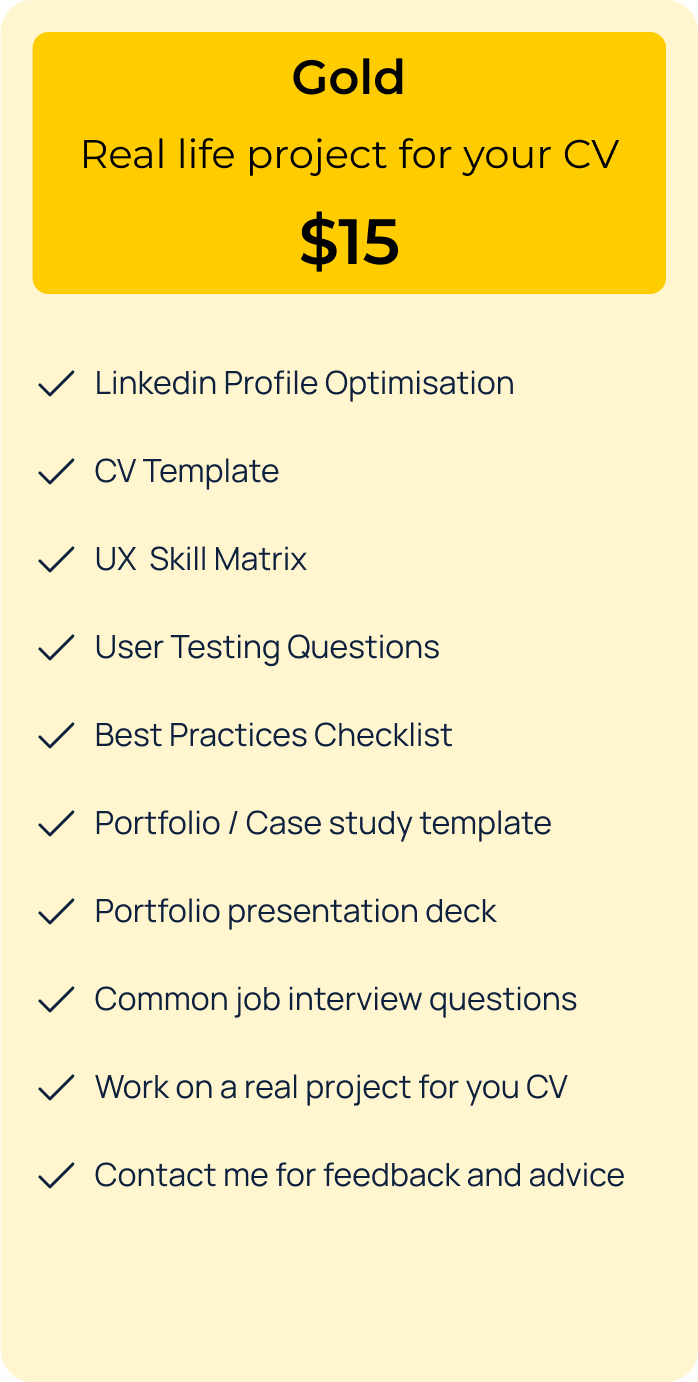 Gold
Real life project for your CV
$15
Linkedin Profile Optimisation
CV Template
UX  Skill Matrix
User Testing Questions
Best Practices Checklist
Portfolio / Case study template
Portfolio presentation deck
Common job interview questions
Work on a real project for you CV
Contact me for feedback and advice